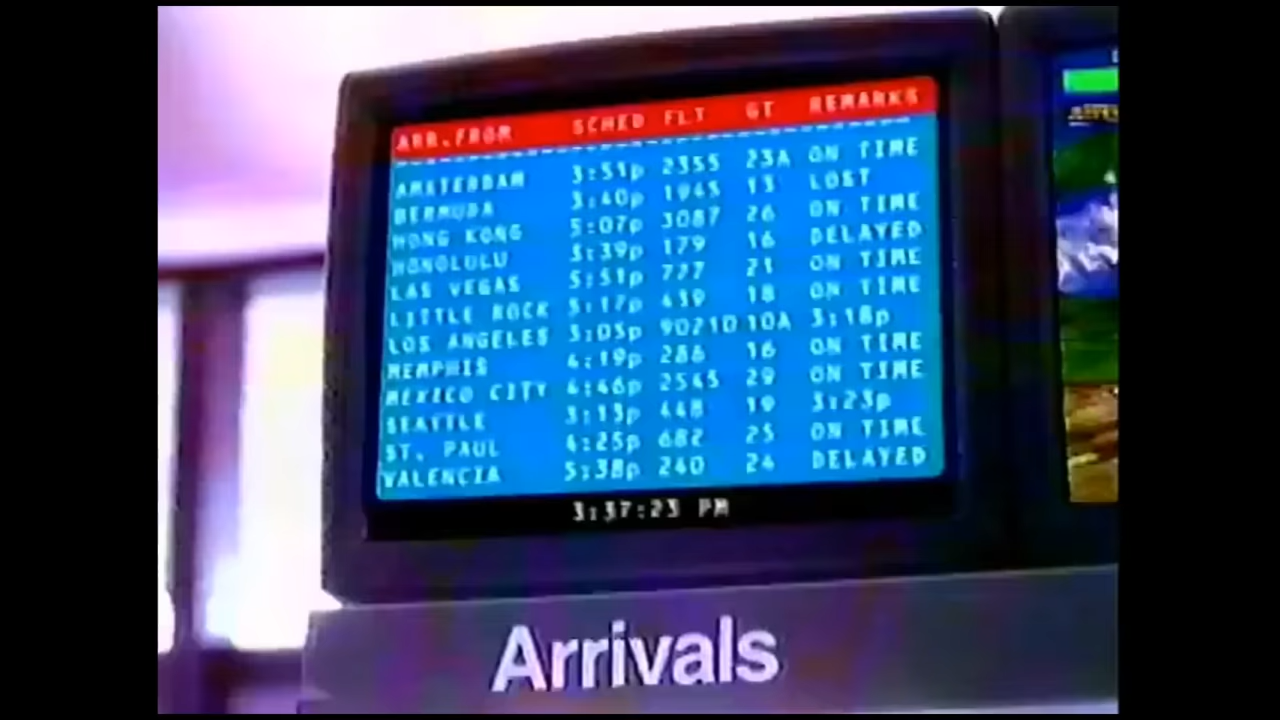 ARR.FROM SCHED FLT GT REMARKS
AMSTERDAM 3:51p 2355 23A ON TIME
BERMUDA 3:40p 1945 13 LOST
HONG KONG 5:07p 3087 26 ON TIME
HONOLULU 3:39p 179 16 DELAYED
LAS VEGAS 5:51p 727 21 ON TIME
LITTLE ROCK 5:17p 439 18 ON TIME
LOS ANGELES 3:05p 90210 10A 3:18p
MEMPHIS 4:19p 286 16 ON TIME
MEXICO CITY 4:46p 2545 29 ON TIME
SEATTLE 3:13p 448 19 3:23p
ST. PAUL 4:25p 682 25 ON TIME
VALENCIA 5:38p 240 24 DELAYED
3:37:23 PM
Arrivals